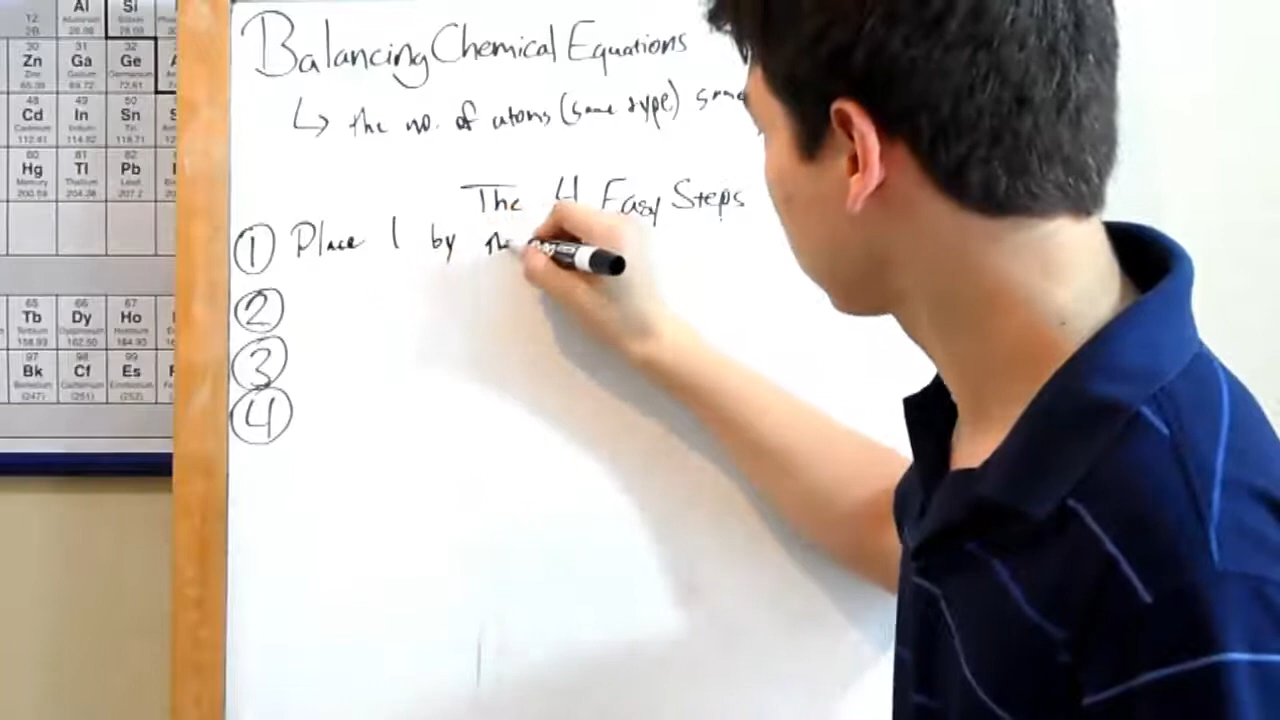 Balancing Chemical Equations
↳ the no. of atoms (same type) same
The 4 Easy Steps
① Place 1 by the
②
③
④
12 Al Si
2B Aluminum Silicon
26.98 28.09
30 31 32
Zn Ga Ge
Zinc Gallium Germanium
65.39 69.72 72.61
48 49 50
Cd In Sn
Cadmium Indium Tin
112.41 114.82 118.71
80 81 82
Hg Tl Pb
Mercury Thallium Lead
200.59 204.38 207.2
65 66 67
Tb Dy Ho
Terbium Dysprosium Holmium
158.93 162.50 164.93
97 98 99
Bk Cf Es
Berkelium Californium Einsteinium
(247) (251) (252)